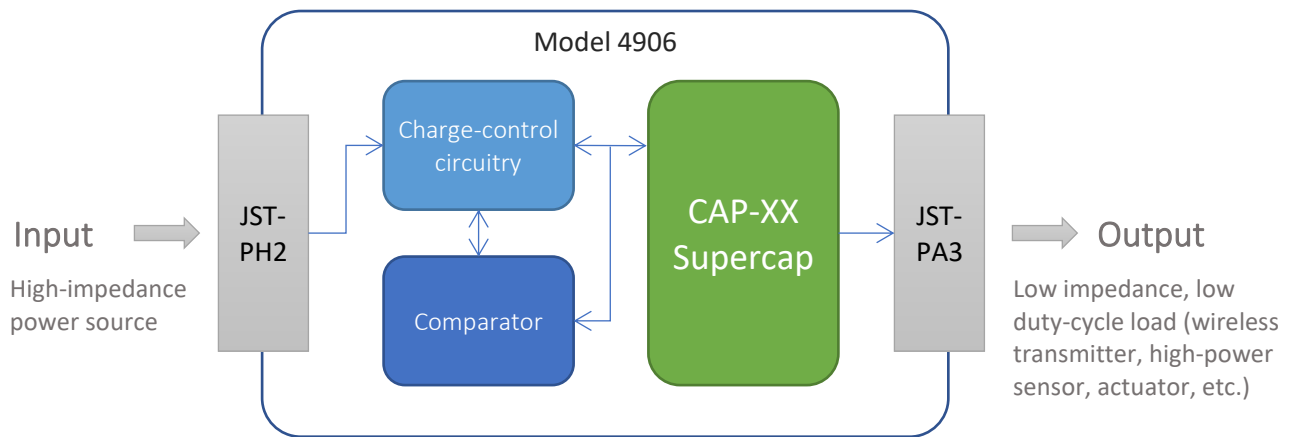 Model 4906
Input
High-impedance
power source
JST-
PH2
Charge-control
circuitry
Comparator
CAP-XX
Supercap
JST-
PA3
Output
Low impedance, low
duty-cycle load (wireless
transmitter, high-power
sensor, actuator, etc.)